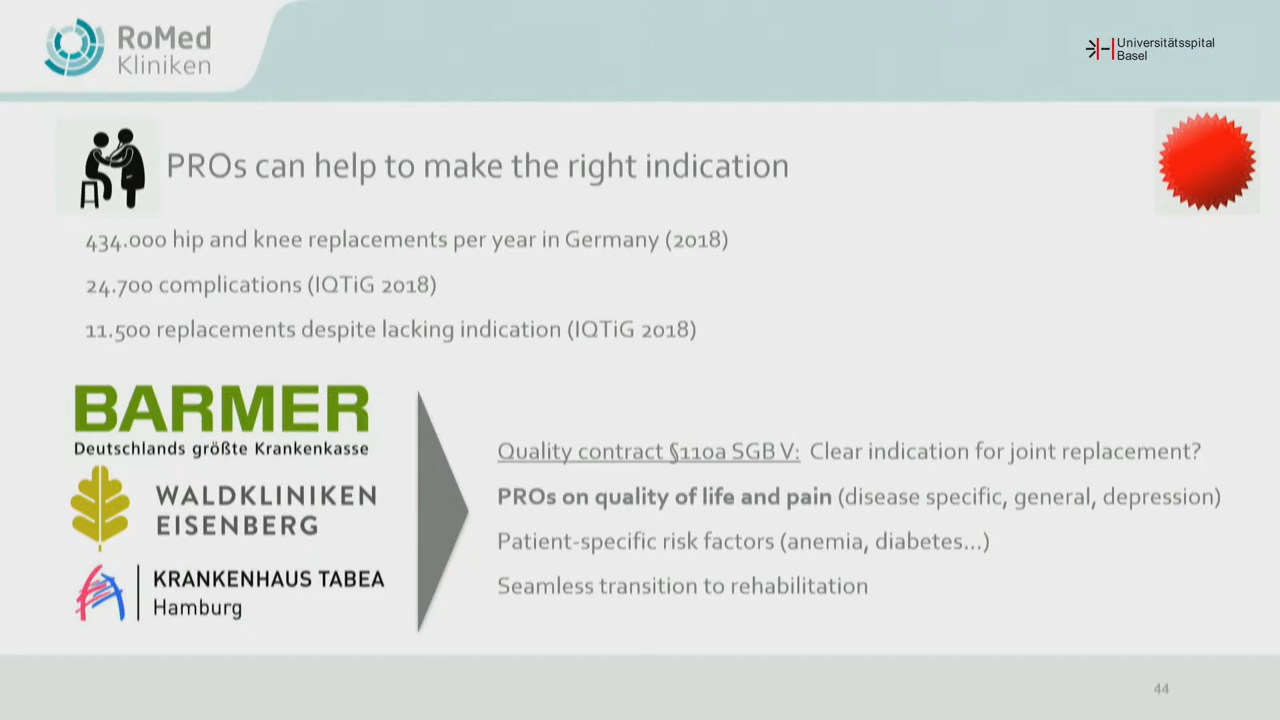 RoMed
Kliniken
Universitätsspital
Basel
PROs can help to make the right indication
434.000 hip and knee replacements per year in Germany (2018)
24.700 complications (IQTiG 2018)
11.500 replacements despite lacking indication (IQTiG 2018)
BARMER
Deutschlands größte Krankenkasse
WALDKLINIKEN
EISENBERG
KRANKENHAUS TABEA
Hamburg
Quality contract §110a SGB V: Clear indication for joint replacement?
PROs on quality of life and pain (disease specific, general, depression)
Patient-specific risk factors (anemia, diabetes...)
Seamless transition to rehabilitation
44